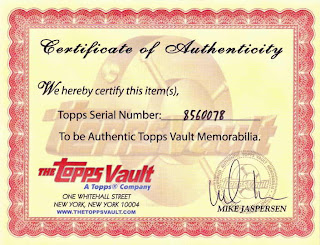 Certificate of Authenticity
We hereby certify this item(s),
Topps Serial Number: 8560078
To be Authentic Topps Vault Memorabilia.
THE Topps Vault
A Topps® Company
ONE WHITEHALL STREET
NEW YORK, NEW YORK 10004
WWW.THETOPPSVAULT.COM
MIKE JASPERSEN